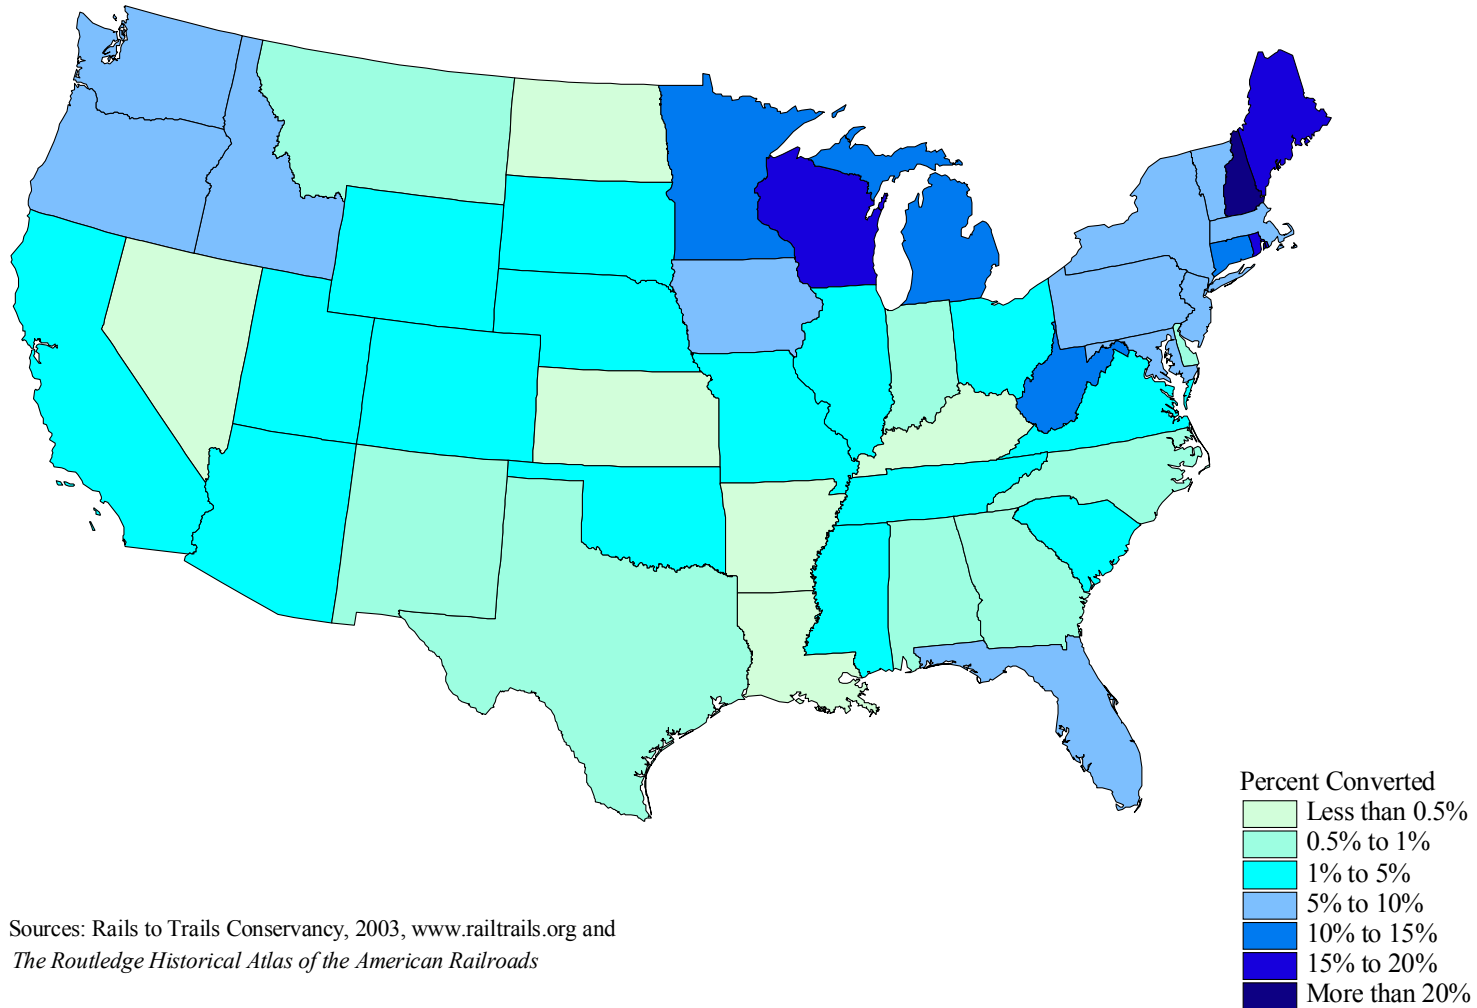 Percent Converted
Less than 0.5%
0.5% to 1%
1% to 5%
5% to 10%
10% to 15%
15% to 20%
More than 20%
Sources: Rails to Trails Conservancy, 2003, www.railtrails.org and
The Routledge Historical Atlas of the American Railroads